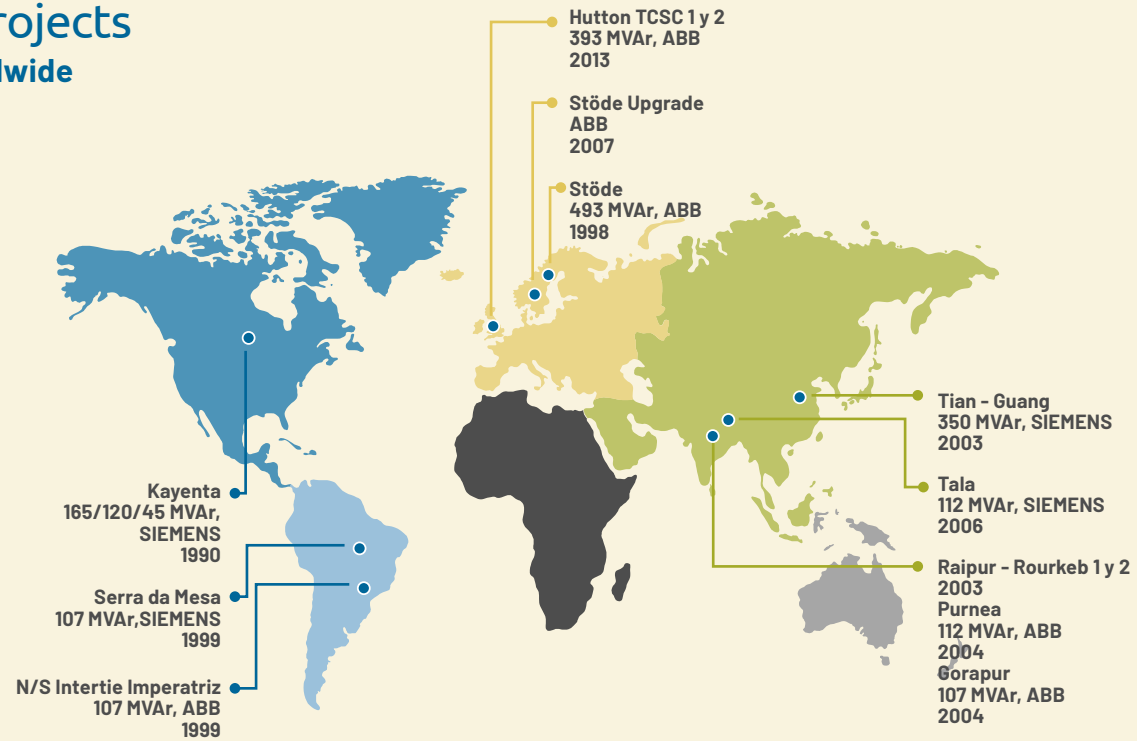 rojects
dwide
Hutton TCSC 1 y 2
393 MVAr, ABB
2013
Stöde Upgrade
ABB
2007
Stöde
493 MVAr, ABB
1998
Kayenta
165/120/45 MVAr,
SIEMENS
1990
Serra da Mesa
107 MVAr,SIEMENS
1999
N/S Intertie Imperatriz
107 MVAr, ABB
1999
Tian - Guang
350 MVAr, SIEMENS
2003
Tala
112 MVAr, SIEMENS
2006
Raipur - Rourkeb 1 y 2
2003
Purnea
112 MVAr, ABB
2004
Gorapur
107 MVAr, ABB
2004